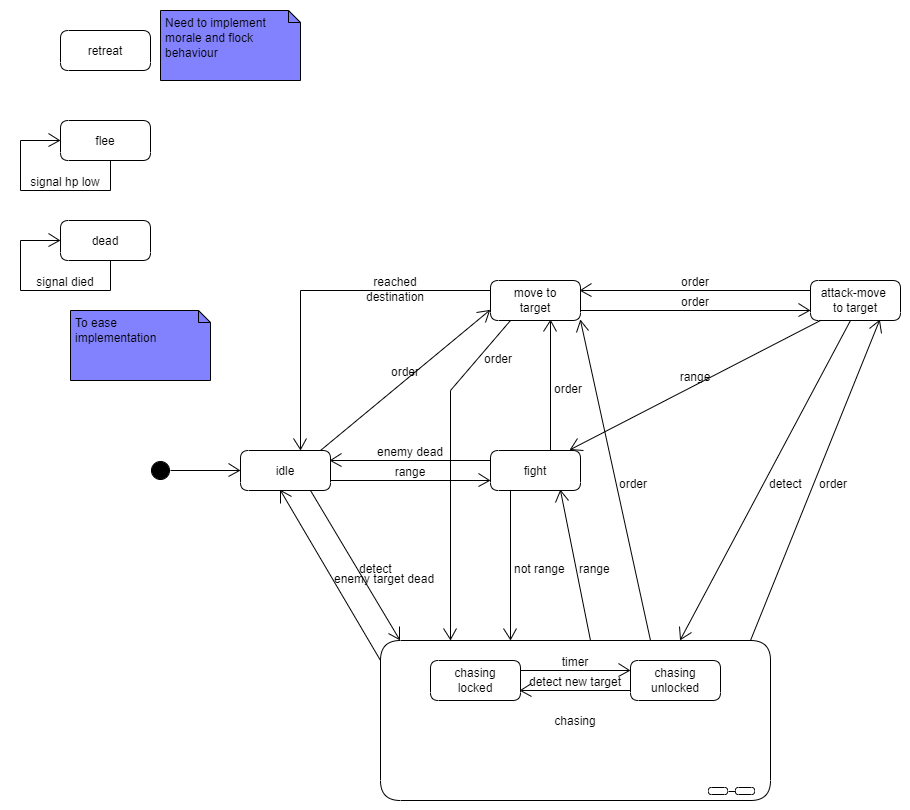 retreat
Need to implement
morale and flock
behaviour
flee
signal hp low
dead
signal died
To ease
implementation
reached
destination
move to
target
order
order
attack-move
to target
order
order
order
range
idle
enemy dead
range
fight
order
detect
order
detect
enemy target dead
not range
range
chasing
locked
timer
detect new target
chasing
unlocked
chasing